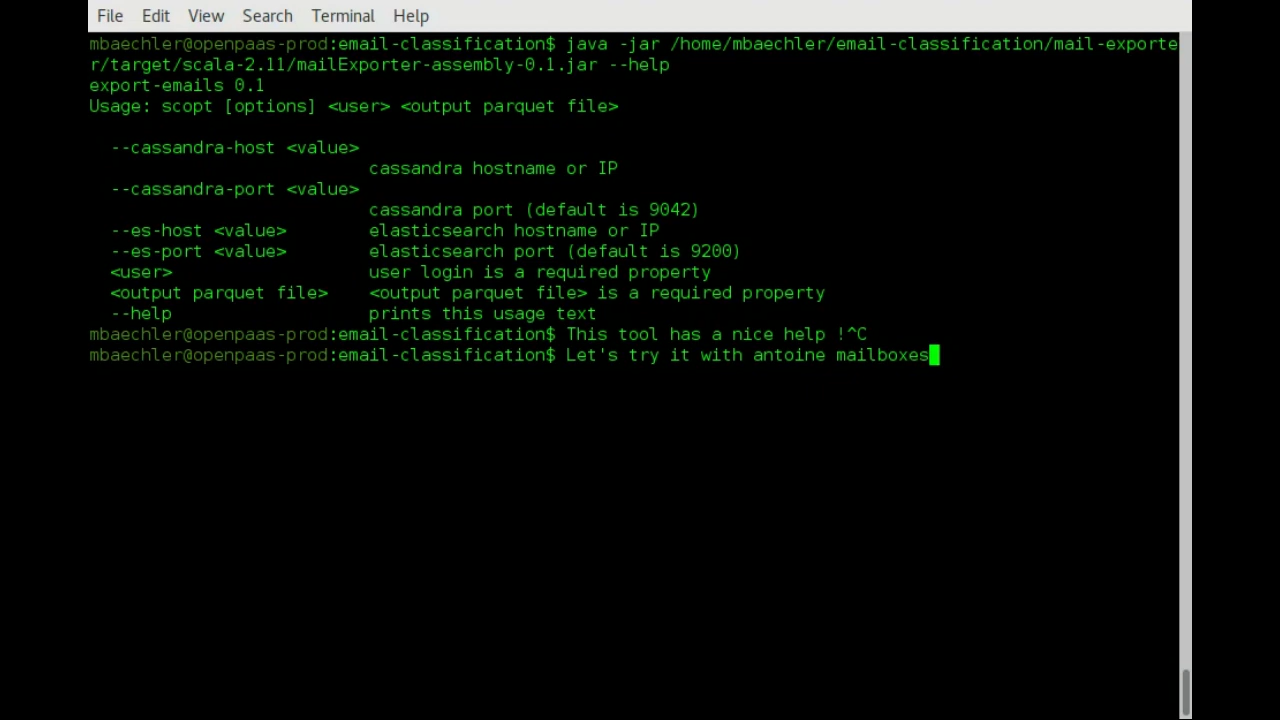 File Edit View Search Terminal Help
mbaechler@openpaas-prod:email-classification$ java -jar /home/mbaechler/email-classification/mail-exporte
r/target/scala-2.11/mailExporter-assembly-0.1.jar --help
export-emails 0.1
Usage: scopt [options] <user> <output parquet file>
--cassandra-host <value>
cassandra hostname or IP
--cassandra-port <value>
cassandra port (default is 9042)
--es-host <value> elasticsearch hostname or IP
--es-port <value> elasticsearch port (default is 9200)
<user> user login is a required property
<output parquet file> <output parquet file> is a required property
--help prints this usage text
mbaechler@openpaas-prod:email-classification$ This tool has a nice help !^C
mbaechler@openpaas-prod:email-classification$ Let's try it with antoine mailboxes